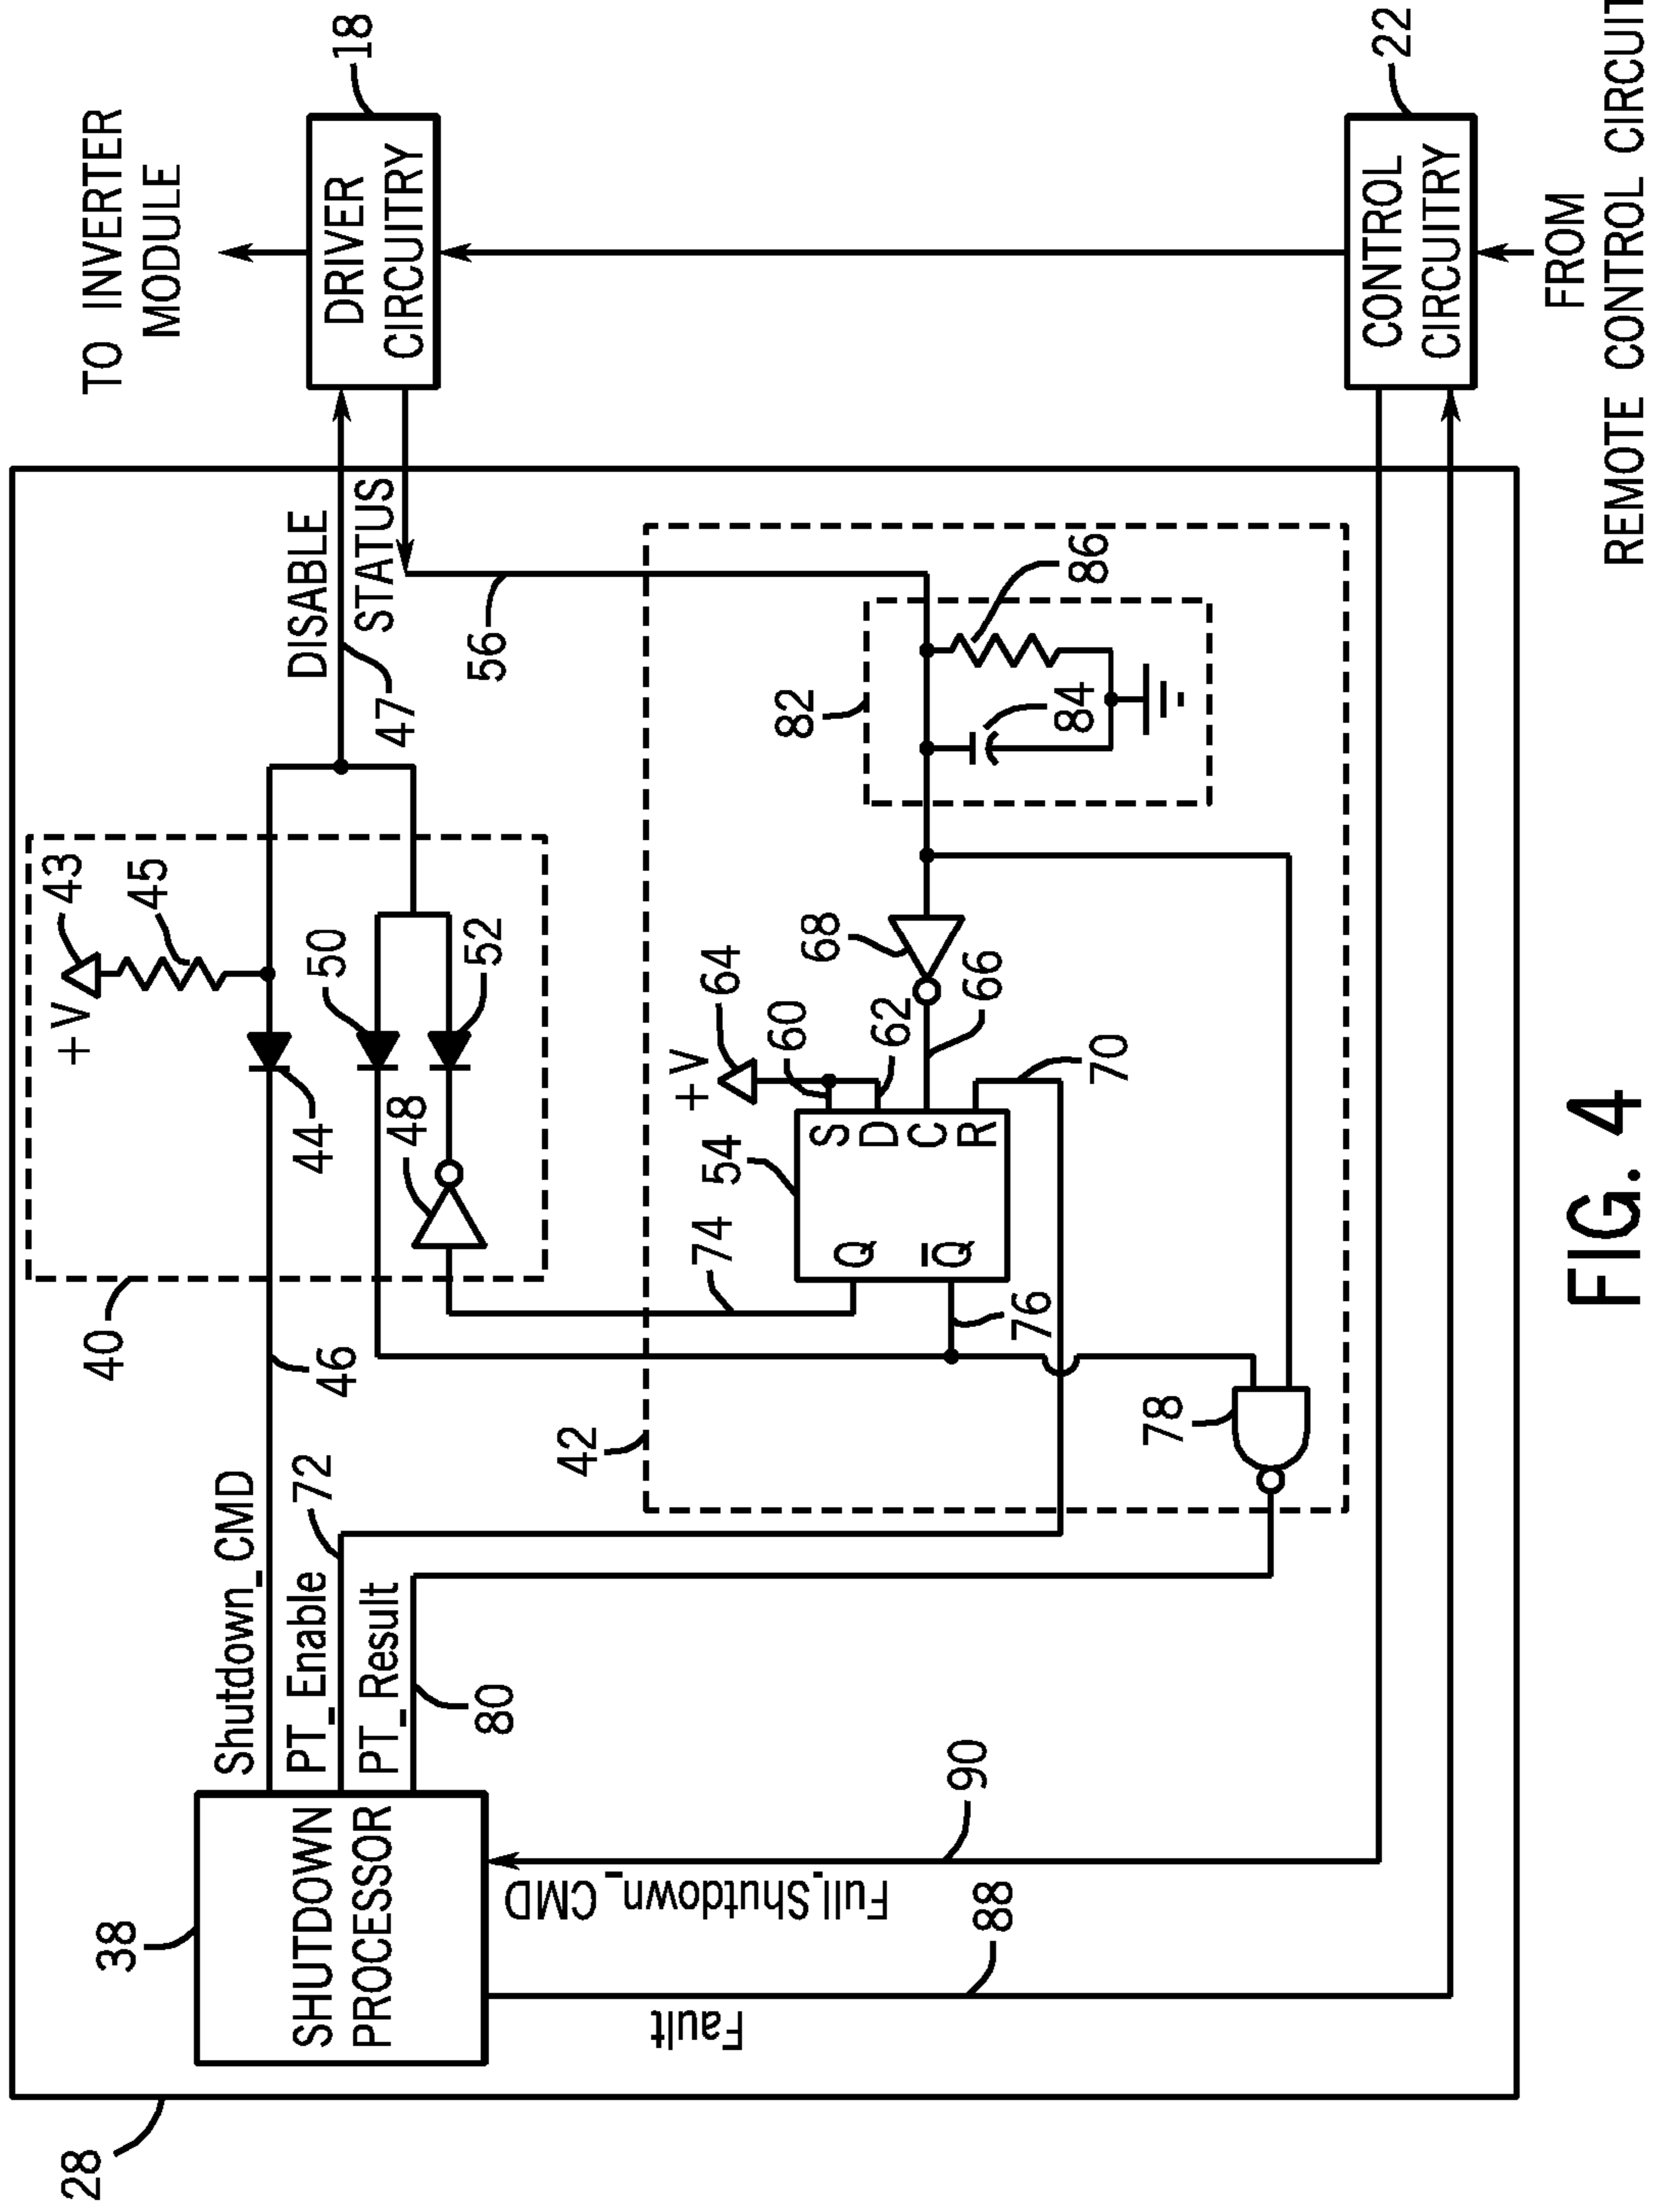 TO INVERTER
MODULE
18
DRIVER
CIRCUITRY
DISABLE
STATUS
47
56
+V
43
45
50
52
44
48
40
46
Shutdown_CMD
PT_Enable
72
PT_Result
80
38
SHUTDOWN
PROCESSOR
28
42
82
86
84
68
66
+V
64
60
62
70
54
S
D
C
R
Q
Q̅
74
76
78
Full_Shutdown_CMD
90
Fault
88
22
CONTROL
CIRCUITRY
FROM
REMOTE CONTROL CIRCUIT
FIG. 4